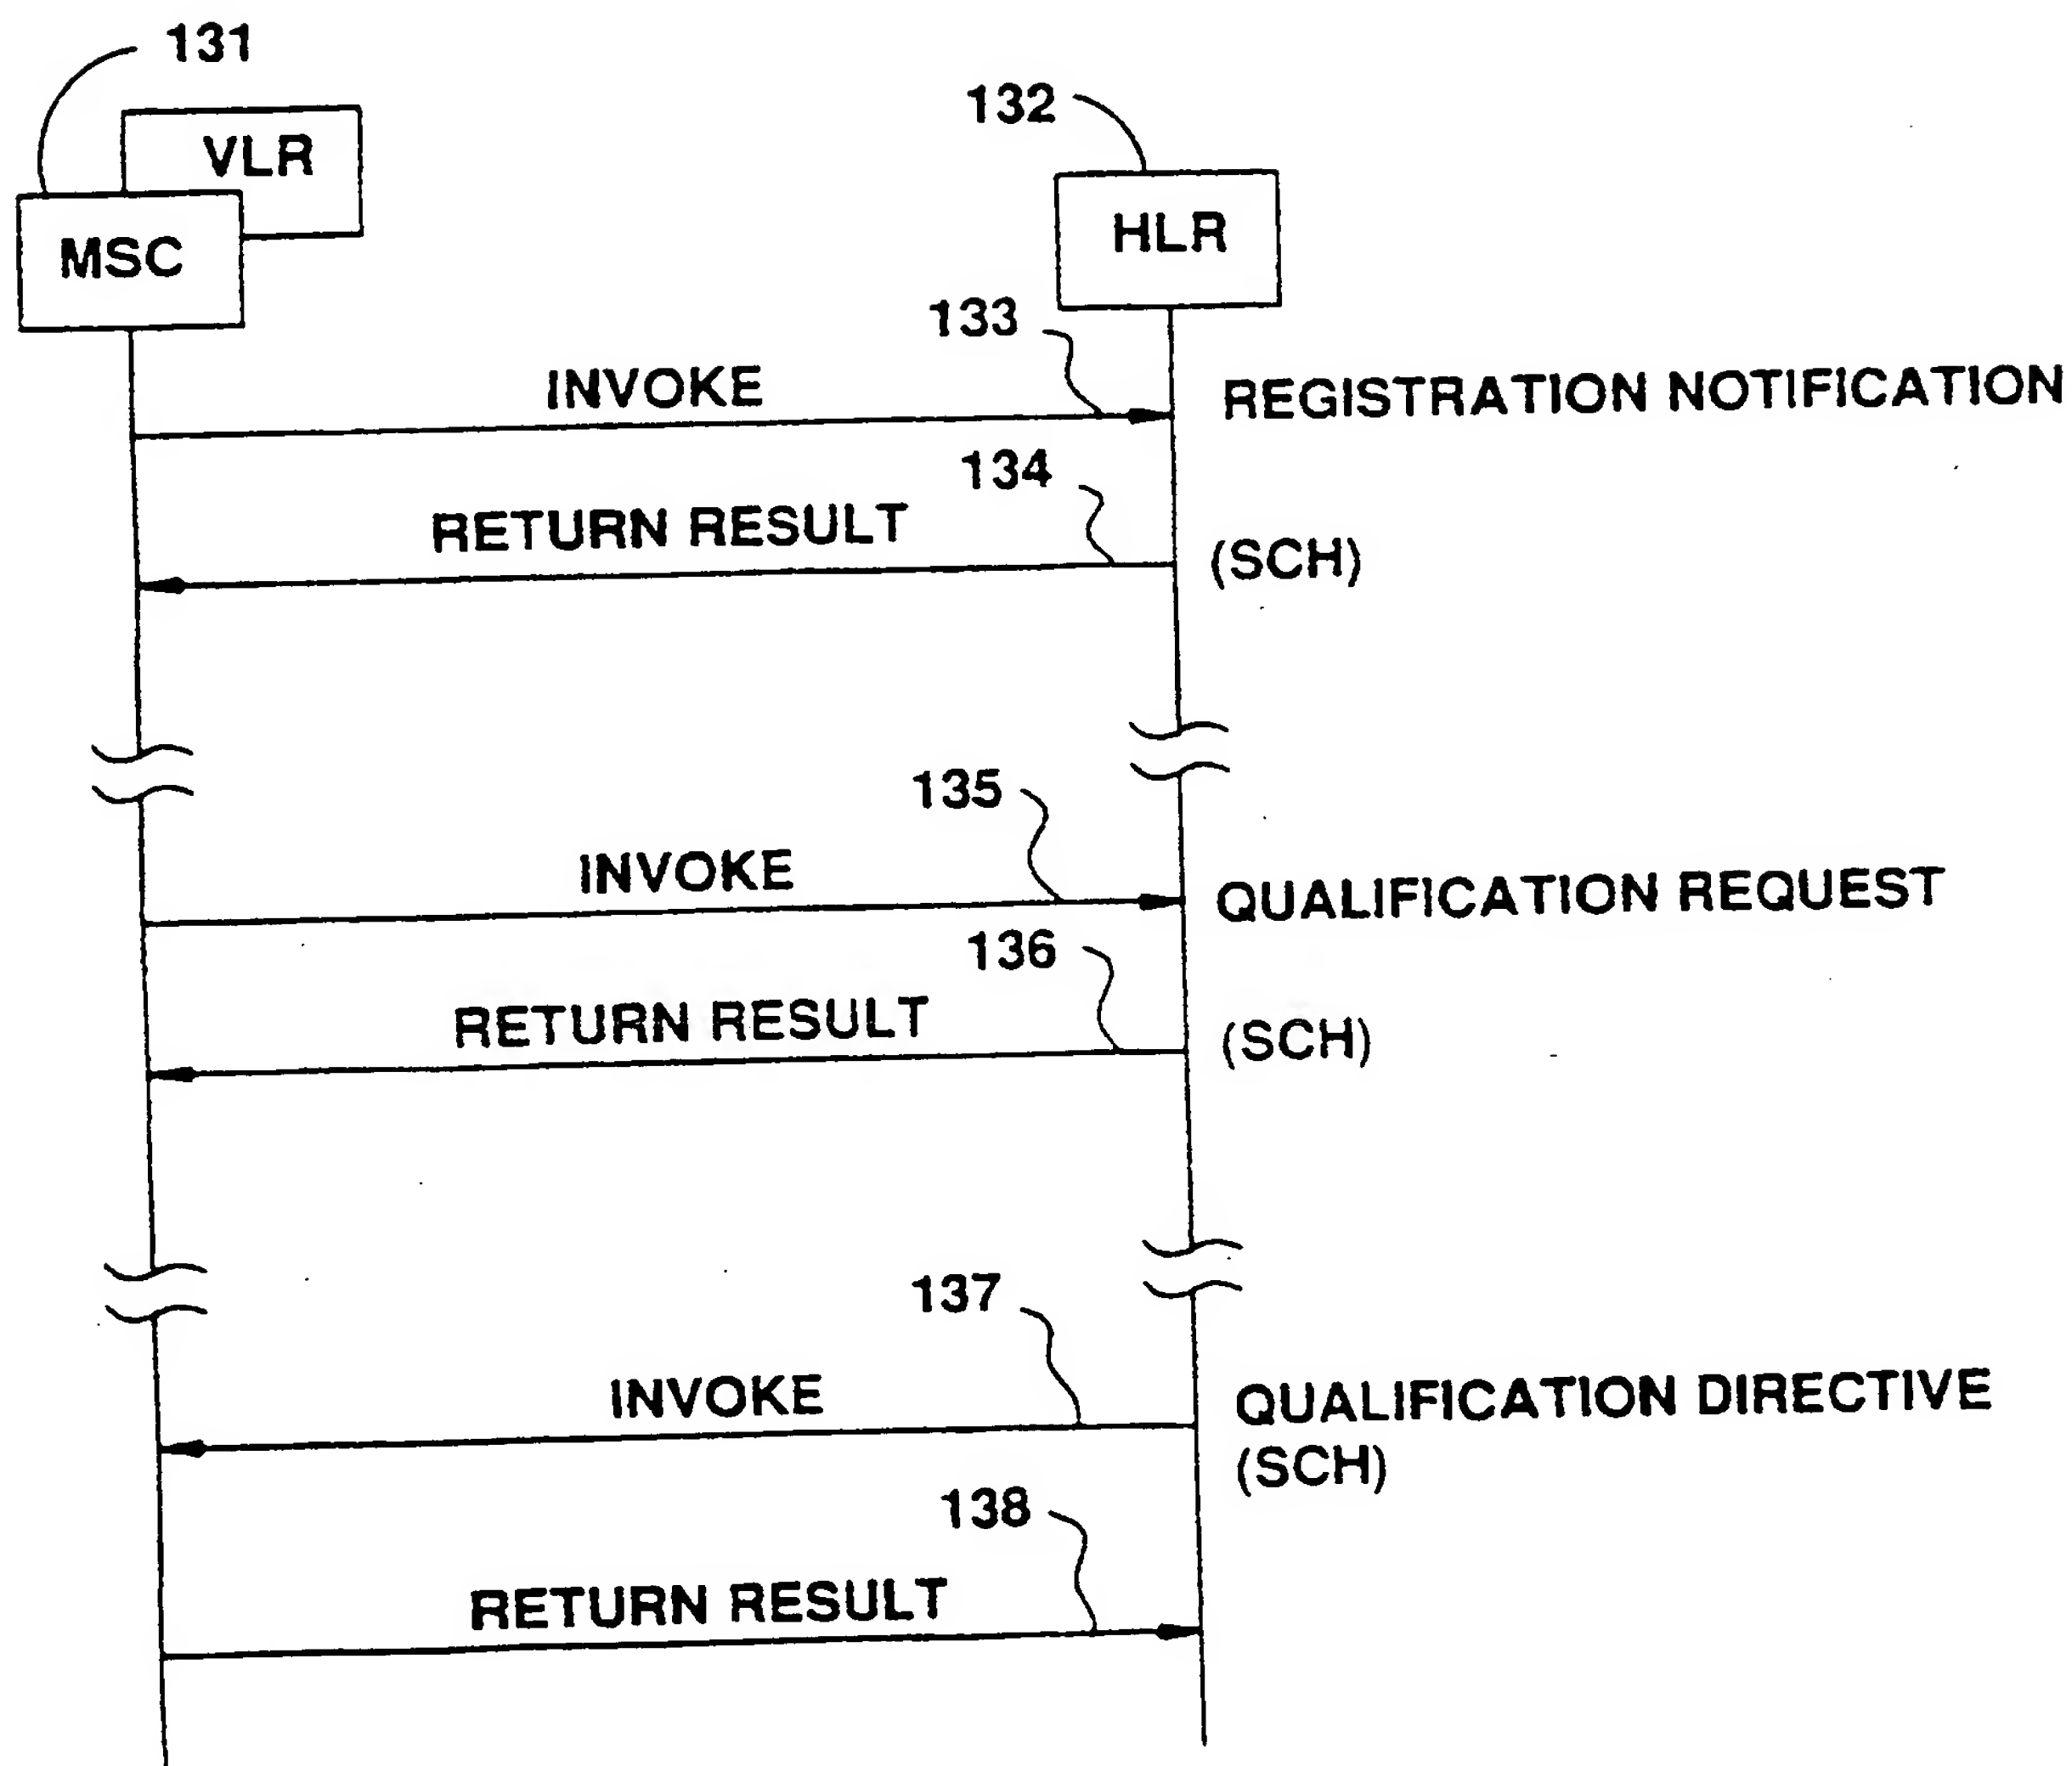 131
VLR
MSC
132
HLR
133
INVOKE
REGISTRATION NOTIFICATION
134
RETURN RESULT
(SCH)
135
INVOKE
QUALIFICATION REQUEST
136
RETURN RESULT
(SCH)
137
INVOKE
QUALIFICATION DIRECTIVE
(SCH)
138
RETURN RESULT